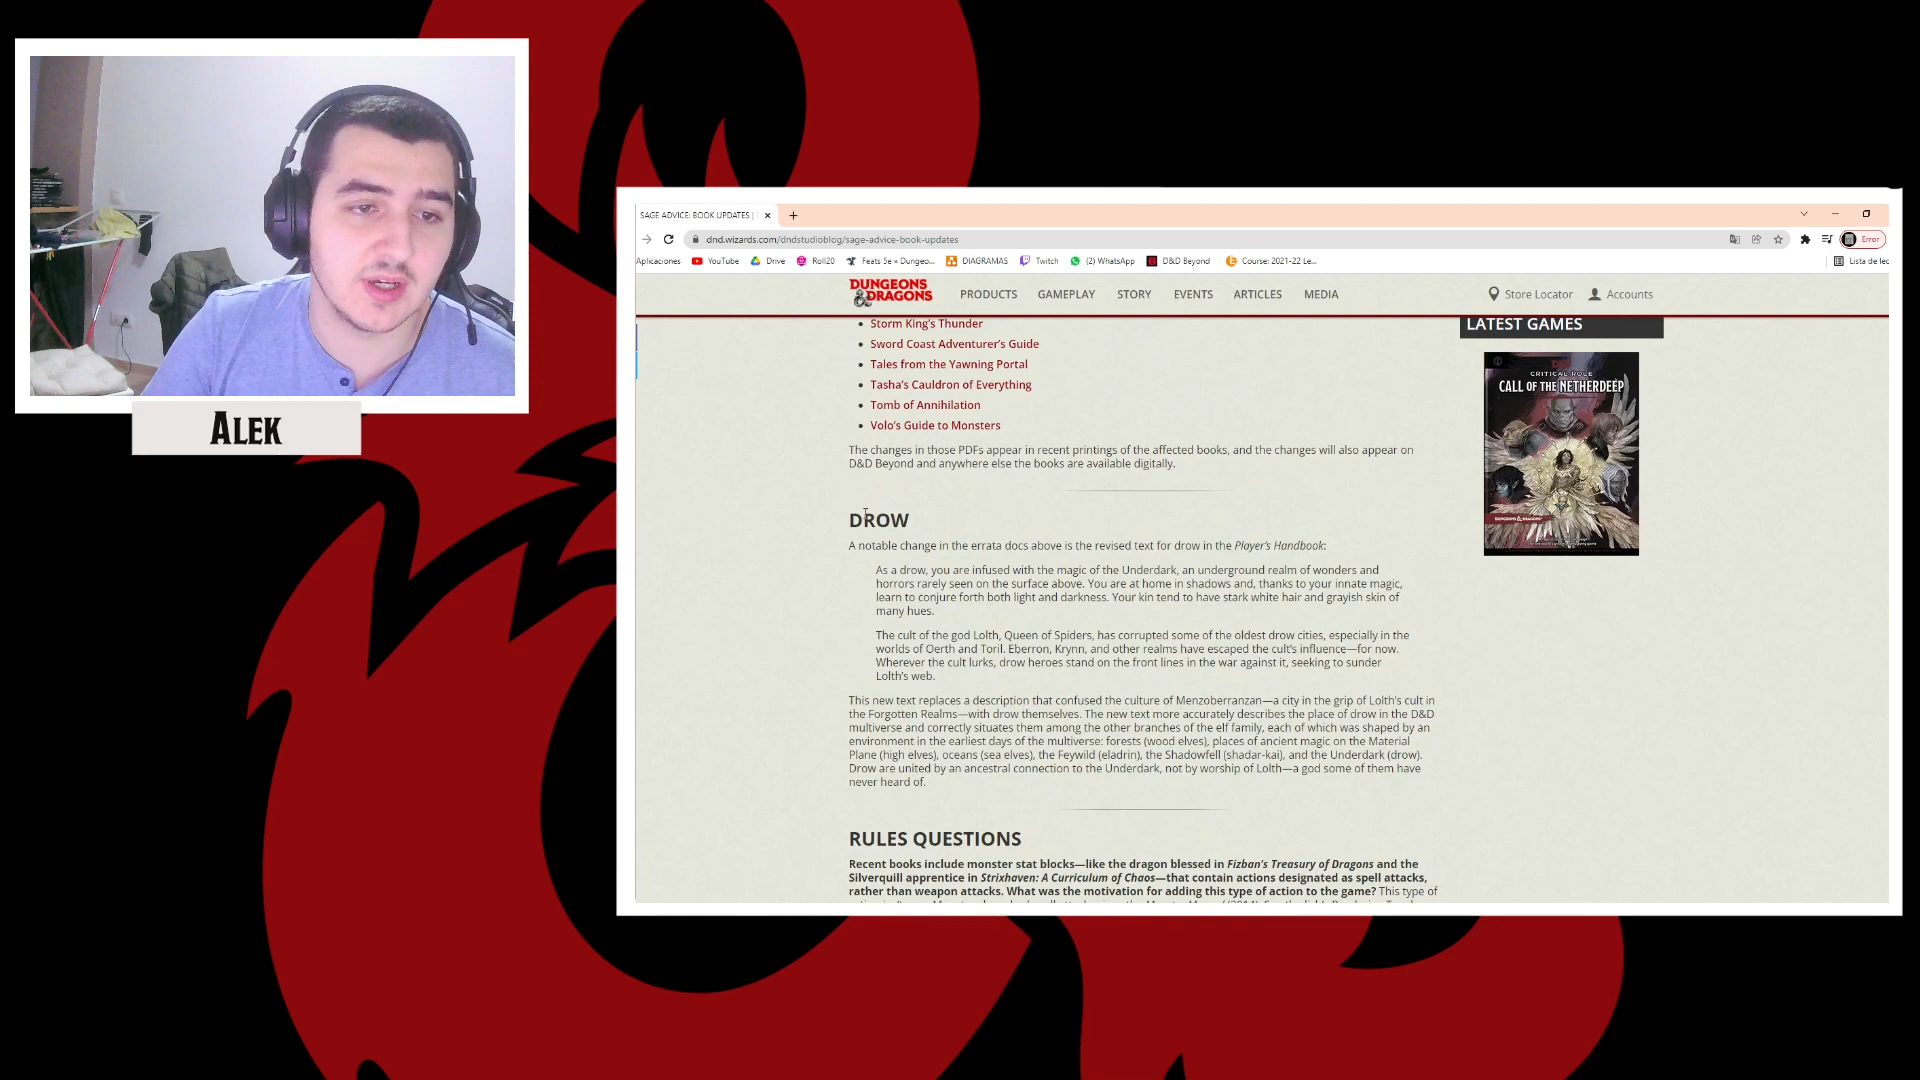 Alek
SAGE ADVICE: BOOK UPDATES |
dnd.wizards.com/dndstudioblog/sage-advice-book-updates
Error
Aplicaciones YouTube Drive Roll20 Feats 5e » Dungeo... DIAGRAMAS Twitch (2) WhatsApp D&D Beyond Course: 2021-22 Le... Lista de lec
DUNGEONS
& DRAGONS
PRODUCTS GAMEPLAY STORY EVENTS ARTICLES MEDIA Store Locator Accounts
Storm King's Thunder
Sword Coast Adventurer's Guide
Tales from the Yawning Portal
Tasha's Cauldron of Everything
Tomb of Annihilation
Volo's Guide to Monsters
The changes in those PDFs appear in recent printings of the affected books, and the changes will also appear on
D&D Beyond and anywhere else the books are available digitally.
DROW
A notable change in the errata docs above is the revised text for drow in the Player's Handbook:
As a drow, you are infused with the magic of the Underdark, an underground realm of wonders and
horrors rarely seen on the surface above. You are at home in shadows and, thanks to your innate magic,
learn to conjure forth both light and darkness. Your kin tend to have stark white hair and grayish skin of
many hues.
The cult of the god Lolth, Queen of Spiders, has corrupted some of the oldest drow cities, especially in the
worlds of Oerth and Toril. Eberron, Krynn, and other realms have escaped the cult's influence—for now.
Wherever the cult lurks, drow heroes stand on the front lines in the war against it, seeking to sunder
Lolth's web.
This new text replaces a description that confused the culture of Menzoberranzan—a city in the grip of Lolth's cult in
the Forgotten Realms—with drow themselves. The new text more accurately describes the place of drow in the D&D
multiverse and correctly situates them among the other branches of the elf family, each of which was shaped by an
environment in the earliest days of the multiverse: forests (wood elves), places of ancient magic on the Material
Plane (high elves), oceans (sea elves), the Feywild (eladrin), the Shadowfell (shadar-kai), and the Underdark (drow).
Drow are united by an ancestral connection to the Underdark, not by worship of Lolth—a god some of them have
never heard of.
RULES QUESTIONS
Recent books include monster stat blocks—like the dragon blessed in Fizban's Treasury of Dragons and the
Silverquill apprentice in Strixhaven: A Curriculum of Chaos—that contain actions designated as spell attacks,
rather than weapon attacks. What was the motivation for adding this type of action to the game? This type of
LATEST GAMES
CRITICAL ROLE
CALL OF THE NETHERDEEP
DUNGEONS & DRAGONS